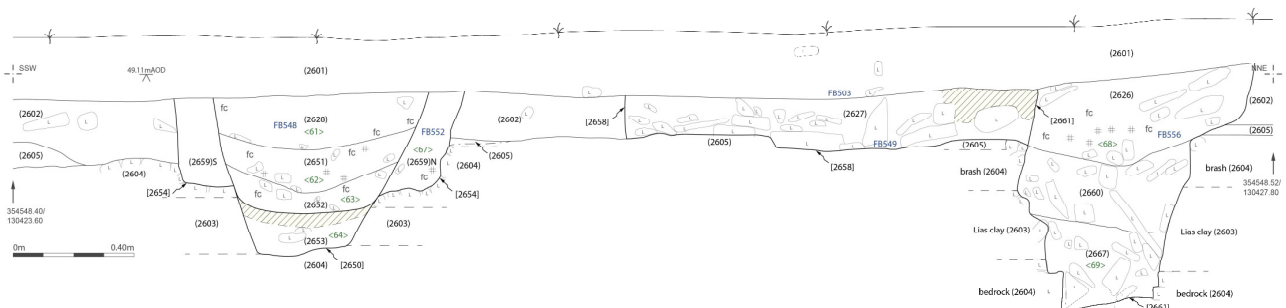 SSW
49.11mAOD
(2601)
(2601)
NNE
(2602)
fc
(2620)
fc
FB548
<61>
fc
FB552
(2602)
[2658]
FB503
(2627)
[2661]
fc
(2626)
(2602)
(2605)
(2604)
(2659)S
[2654]
fc
(2651)
fc
<62>
fc
<67>
(2659)N
fc
(2605)
(2604)
[2654]
(2605)
FB549
[2658]
(2605)
FB556
<68>
(2605)
354548.40/
130423.60
(2652)
<63>
(2603)
(2603)
(2653)
<64>
(2604)
[2650]
0m
0.40m
brash (2604)
(2660)
brash (2604)
354548.52/
130427.80
Lias clay (2603)
Lias clay (2603)
(2667)
<69>
bedrock (2604)
bedrock (2604)
[2661]